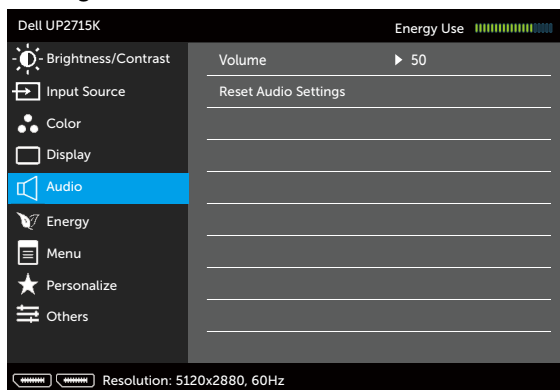 Dell UP2715K
Energy Use
Brightness/Contrast
Volume 50
Input Source
Reset Audio Settings
Color
Display
Audio
Energy
Menu
Personalize
Others
Resolution: 5120x2880, 60Hz